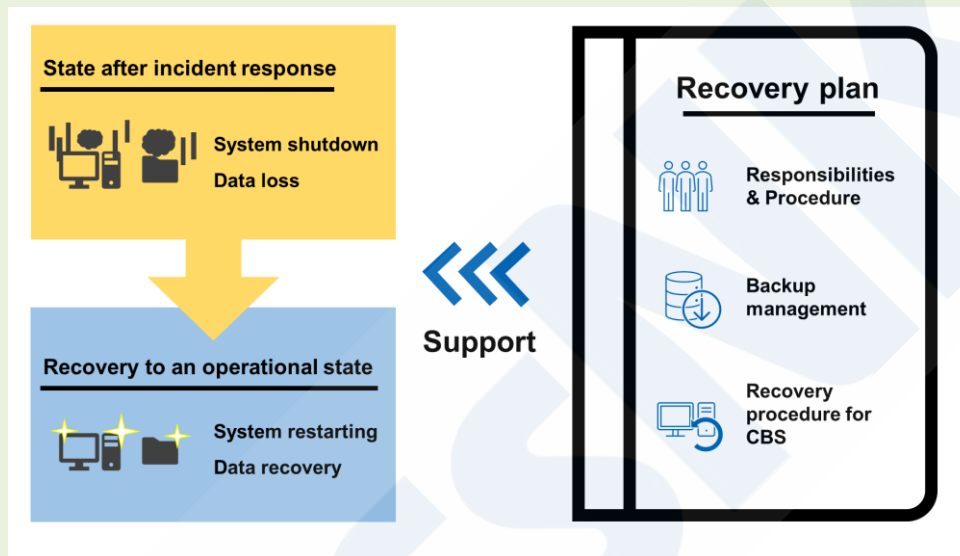 State after incident response
System shutdown
Data loss
Recovery to an operational state
System restarting
Data recovery
Support
Recovery plan
Responsibilities
& Procedure
Backup
management
Recovery
procedure for
CBS